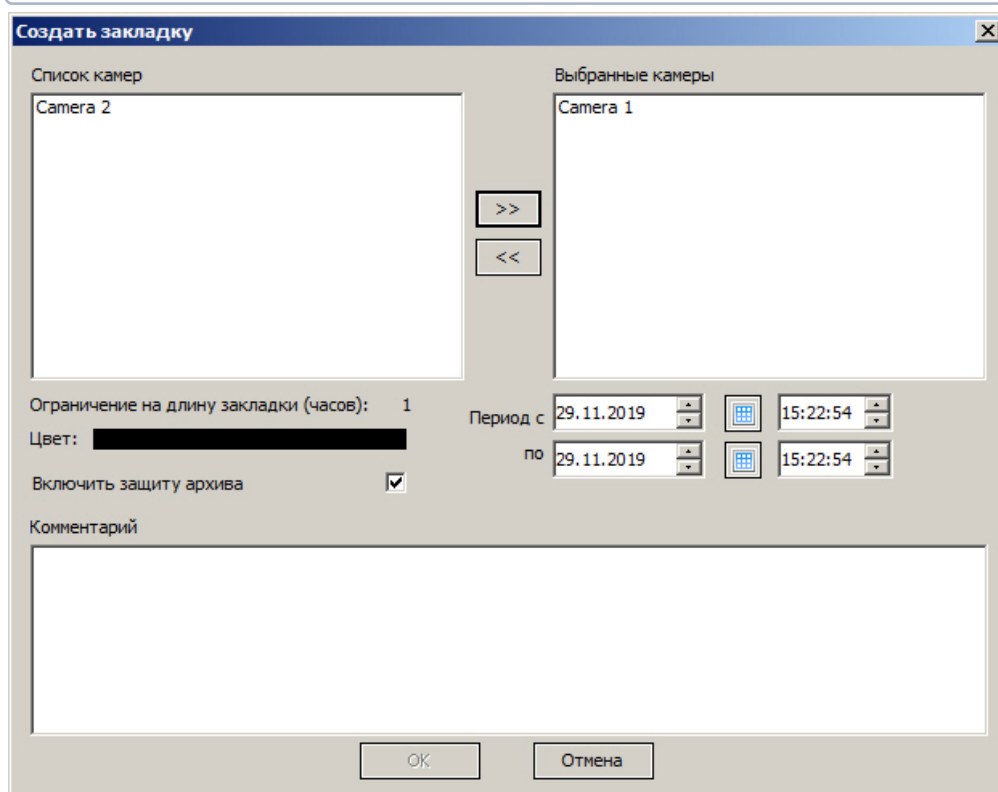 Создать закладку
Список камер
Выбранные камеры
Camera 2
Camera 1
>>
<<
Ограничение на длину закладки (часов): 1
Период с 29.11.2019 15:22:54
Цвет:
по 29.11.2019 15:22:54
Включить защиту архива
Комментарий
OK
Отмена